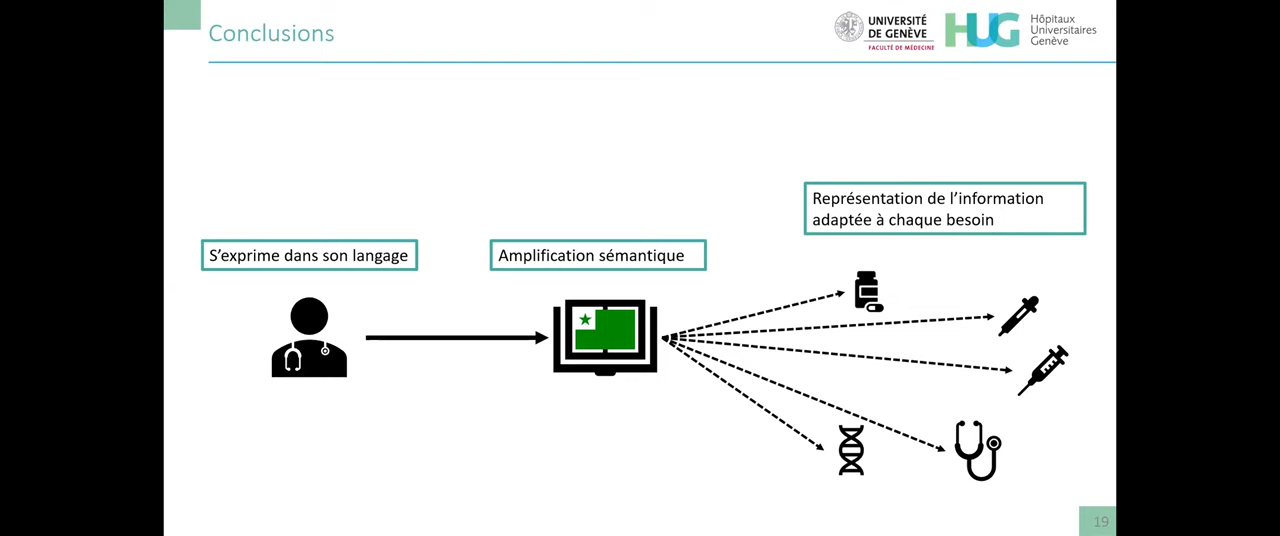 Conclusions
UNIVERSITÉ
DE GENÈVE
FACULTÉ DE MÉDECINE
HUG
Hôpitaux
Universitaires
Genève
Représentation de l’information
adaptée à chaque besoin
S’exprime dans son langage
Amplification sémantique
19